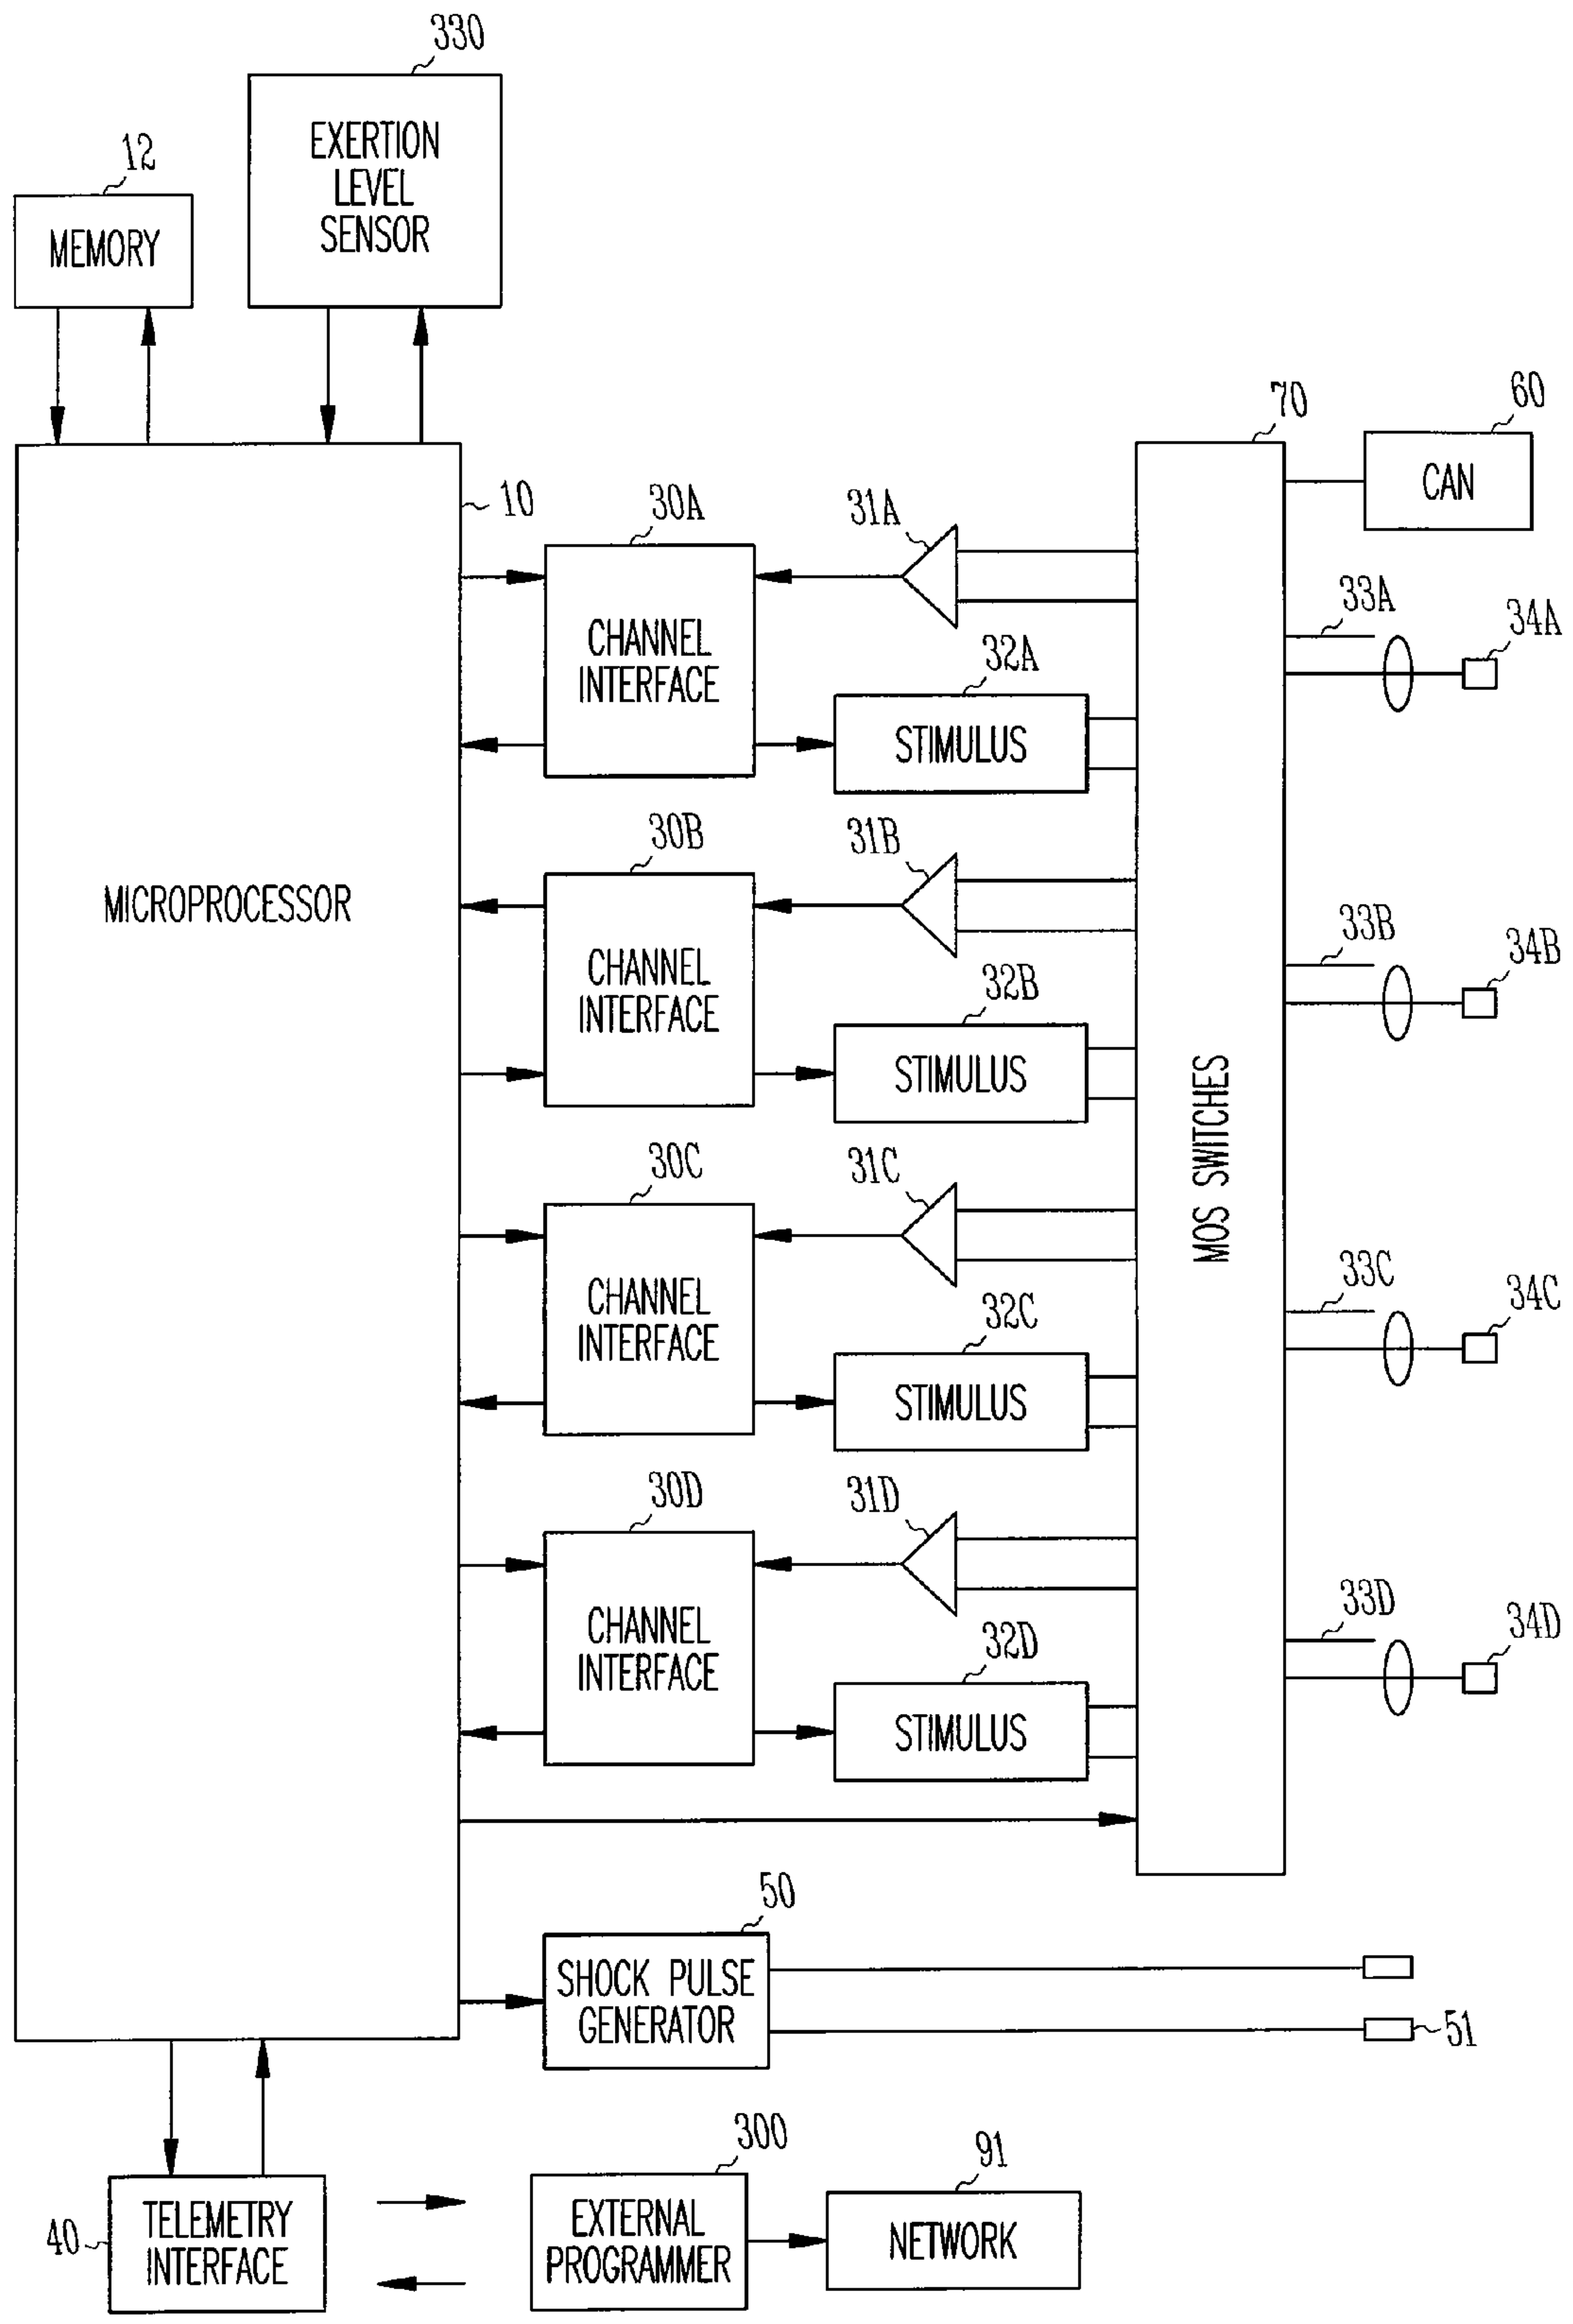 330
EXERTION
LEVEL
SENSOR
12
MEMORY
70
60
CAN
10
30A
31A
CHANNEL
INTERFACE
32A
STIMULUS
33A
34A
MICROPROCESSOR
30B
31B
CHANNEL
INTERFACE
32B
STIMULUS
33B
34B
MOS SWITCHES
30C
31C
CHANNEL
INTERFACE
32C
STIMULUS
33C
34C
30D
31D
CHANNEL
INTERFACE
32D
STIMULUS
33D
34D
50
SHOCK PULSE
GENERATOR
51
40
TELEMETRY
INTERFACE
300
EXTERNAL
PROGRAMMER
91
NETWORK